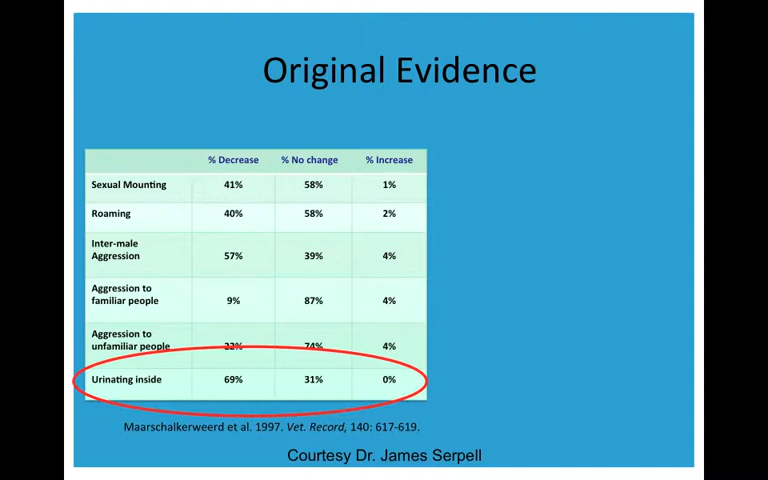 Original Evidence
% Decrease % No change % Increase
Sexual Mounting 41% 58% 1%
Roaming 40% 58% 2%
Inter-male
Aggression 57% 39% 4%
Aggression to
familiar people 9% 87% 4%
Aggression to
unfamiliar people 22% 74% 4%
Urinating inside 69% 31% 0%
Maarschalkerweerd et al. 1997. Vet. Record, 140: 617-619.
Courtesy Dr. James Serpell